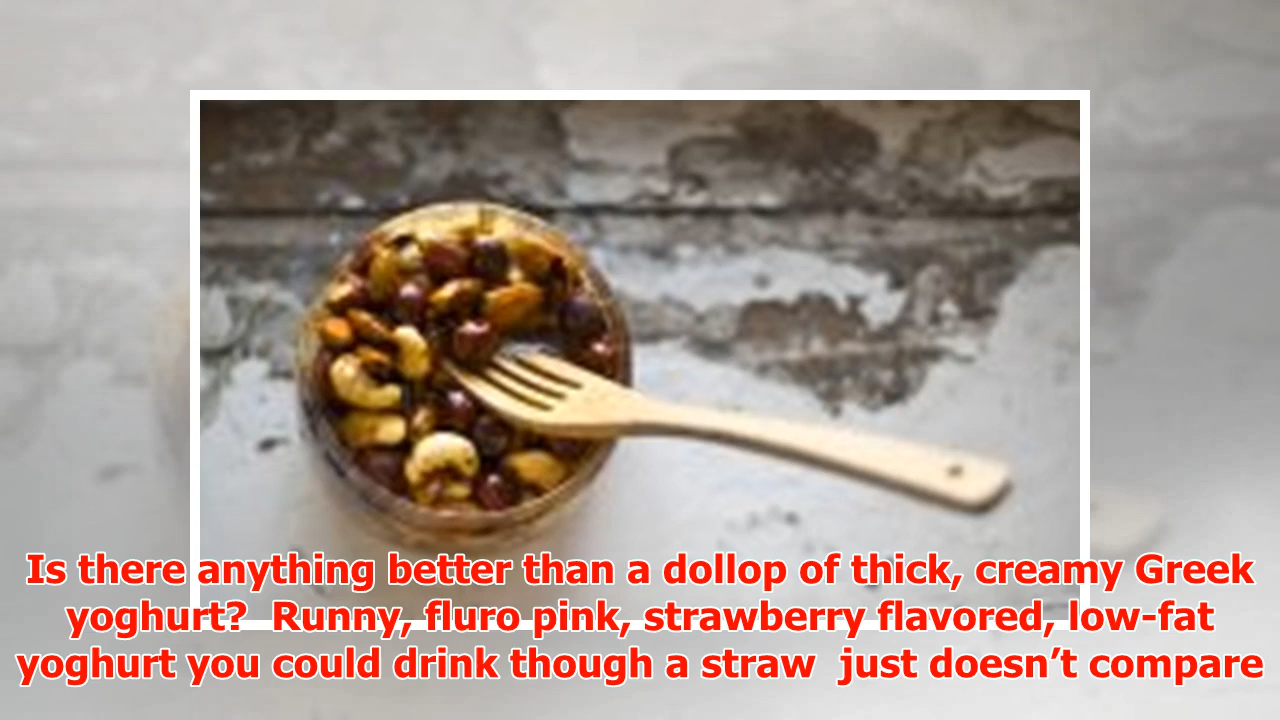 Is there anything better than a dollop of thick, creamy Greek
yoghurt?  Runny, fluro pink, strawberry flavored, low-fat
yoghurt you could drink though a straw  just doesn’t compare